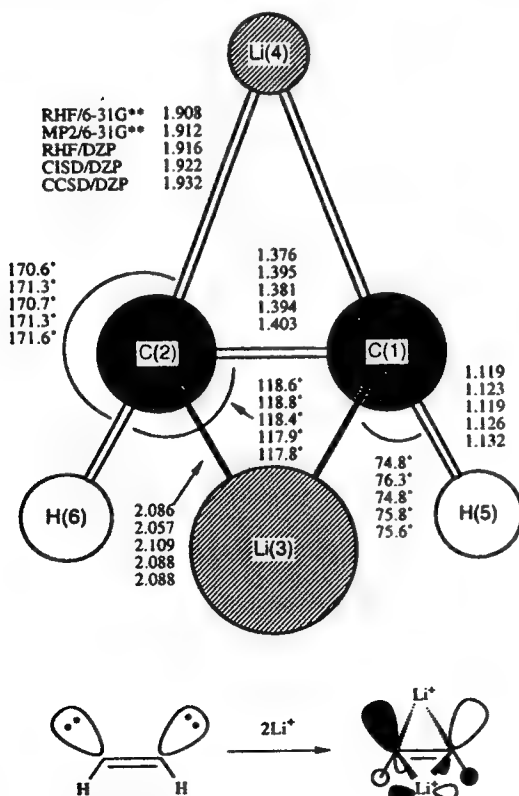 Li(4)
RHF/6-31G** 1.908
MP2/6-31G** 1.912
RHF/DZP 1.916
CISD/DZP 1.922
CCSD/DZP 1.932
170.6°
171.3°
170.7°
171.3°
171.6°
1.376
1.395
1.381
1.394
1.403
C(2)
C(1)
118.6°
118.8°
118.4°
117.9°
117.8°
1.119
1.123
1.119
1.126
1.132
74.8°
76.3°
74.8°
75.8°
75.6°
H(6)
2.086
2.057
2.109
2.088
2.088
Li(3)
H(5)
H
H
2Li⁺
Li⁺
Li⁺